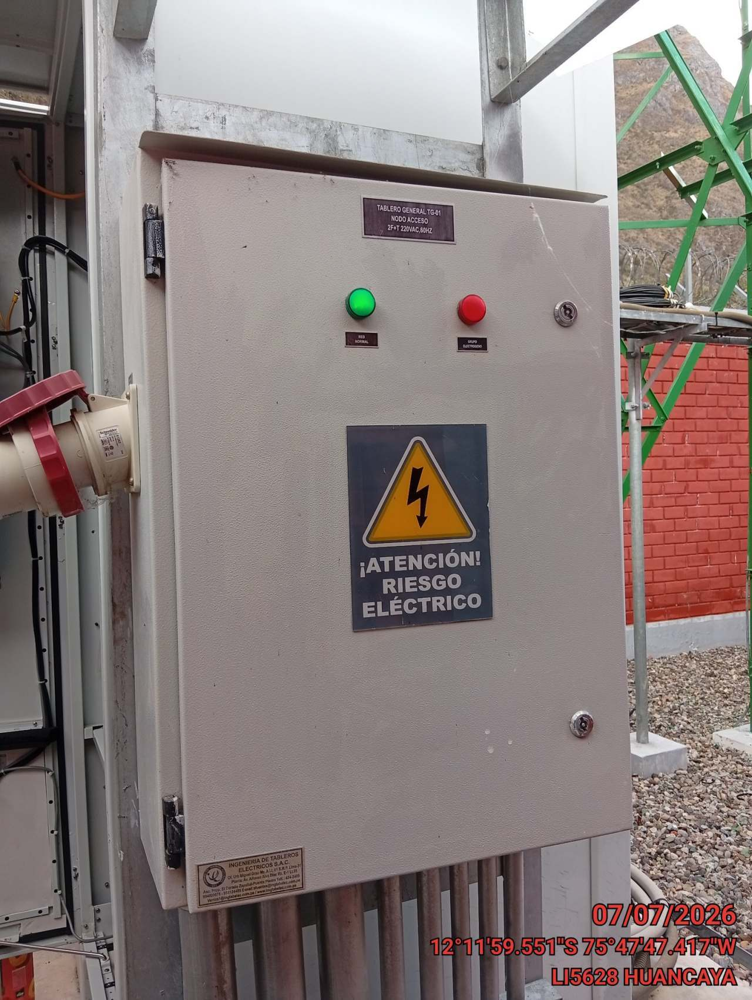 TABLERO GENERAL TG-01
NODO ACCESO
2F+T 220VAC,60HZ
RED
NORMAL
GRUPO
ELECTROGENO
Schneider
¡ATENCIÓN!
RIESGO
ELÉCTRICO
INGENIERIA DE TABLEROS
ELECTRICOS S.A.C.
07/07/2026
12°11'59.551"S 75°47'47.417"W
LI5628 HUANCAYA